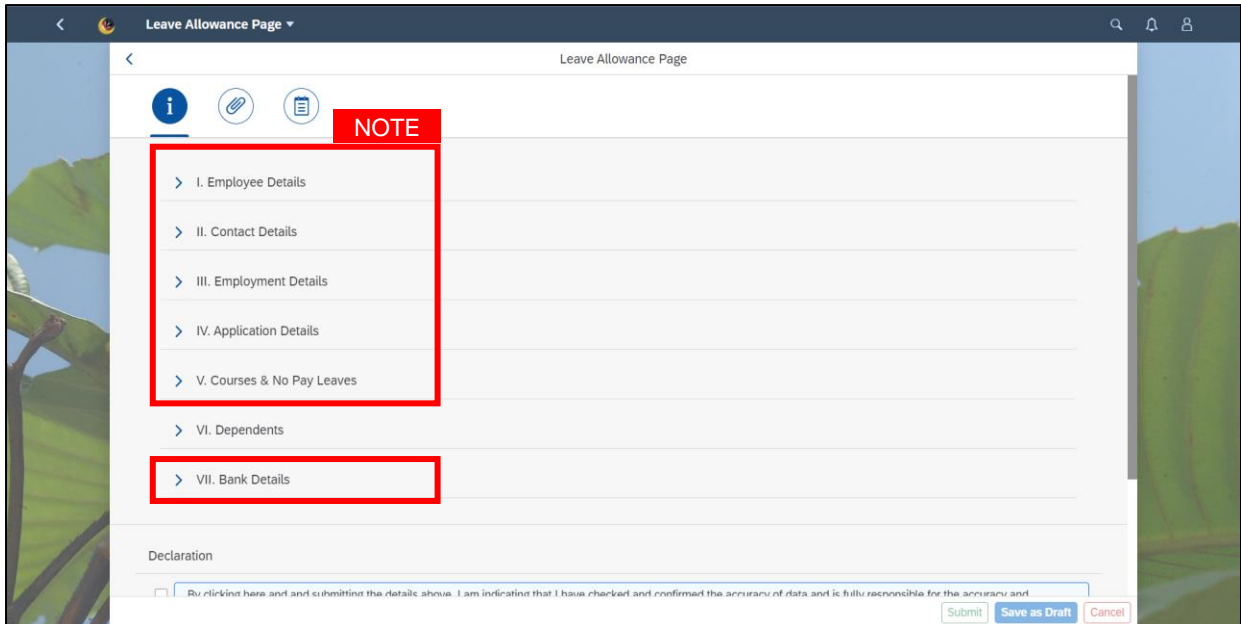 Leave Allowance Page
Leave Allowance Page
NOTE
I. Employee Details
II. Contact Details
III. Employment Details
IV. Application Details
V. Courses & No Pay Leaves
VI. Dependents
VII. Bank Details
Declaration
By clicking here and and submitting the details above, I am indicating that I have checked and confirmed the accuracy of data and is fully responsible for the accuracy and
Submit Save as Draft Cancel